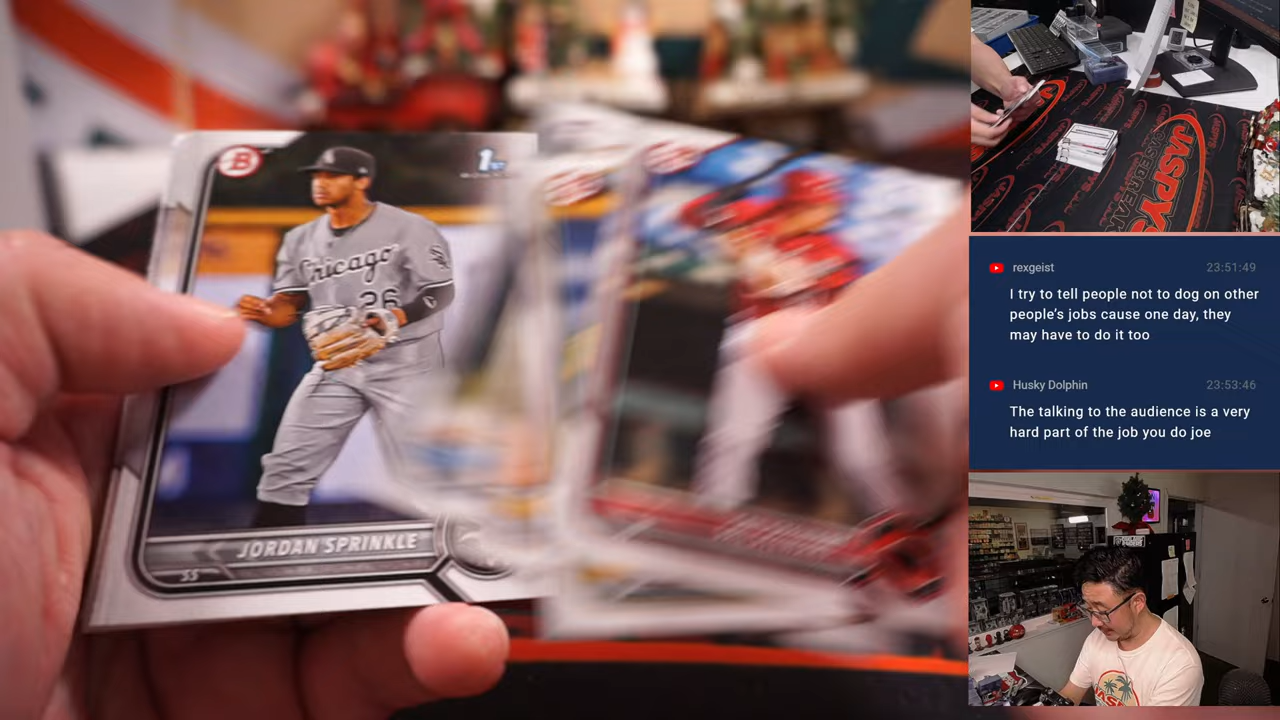 B
1st
Chicago
26
JORDAN SPRINKLE
SS
JASPY'S
rexgeist
23:51:49
I try to tell people not to dog on other
people's jobs cause one day, they
may have to do it too
Husky Dolphin
23:53:46
The talking to the audience is a very
hard part of the job you do joe